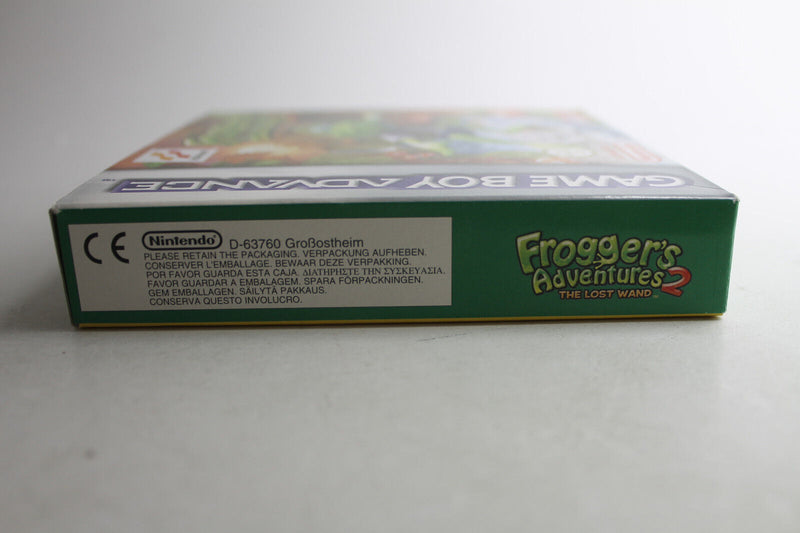 GAME BOY ADVANCE
CE
Nintendo D-63760 Großostheim
PLEASE RETAIN THE PACKAGING. VERPACKUNG AUFHEBEN.
CONSERVER L'EMBALLAGE. BEWAAR DEZE VERPAKKING.
POR FAVOR GUARDA ESTA CAJA. ΔΙΑΤΗΡΗΣΤΕ ΤΗΝ ΣΥΣΚΕΥΑΣΙΑ.
FAVOR GUARDAR A EMBALAGEM. SPARA FÖRPACKNINGEN.
GEM EMBALLAGEN. SÄILYTÄ PAKKAUS.
CONSERVA QUESTO INVOLUCRO.
Frogger's
Adventures 2
THE LOST WAND